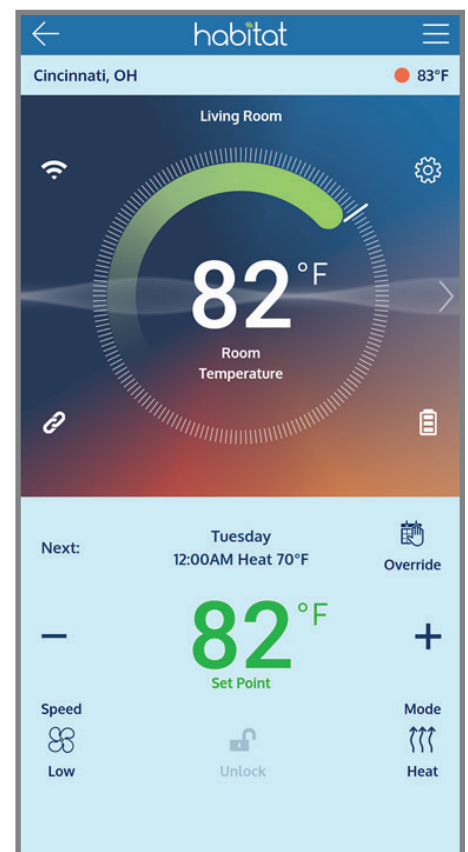 habitat
Cincinnati, OH
83°F
Living Room
82°F
Room
Temperature
Next:
Tuesday
12:00AM Heat 70°F
Override
82°F
Set Point
Speed
Low
Unlock
Mode
Heat